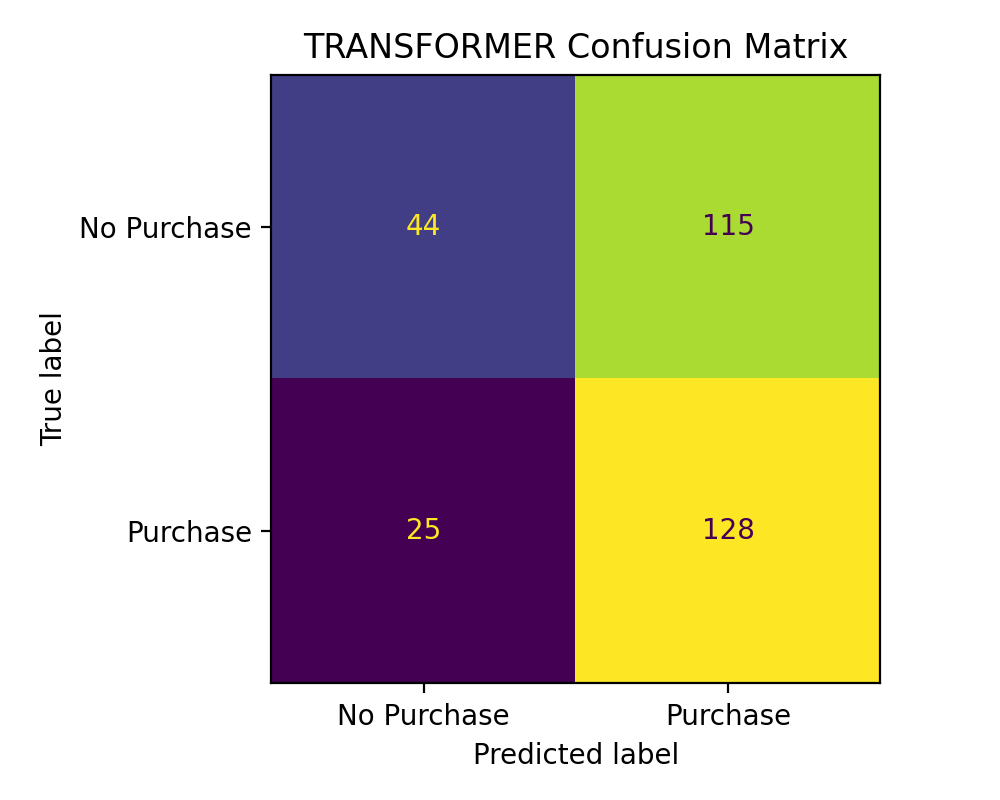 TRANSFORMER Confusion Matrix
No Purchase
44
115
True label
Purchase
25
128
No Purchase
Purchase
Predicted label